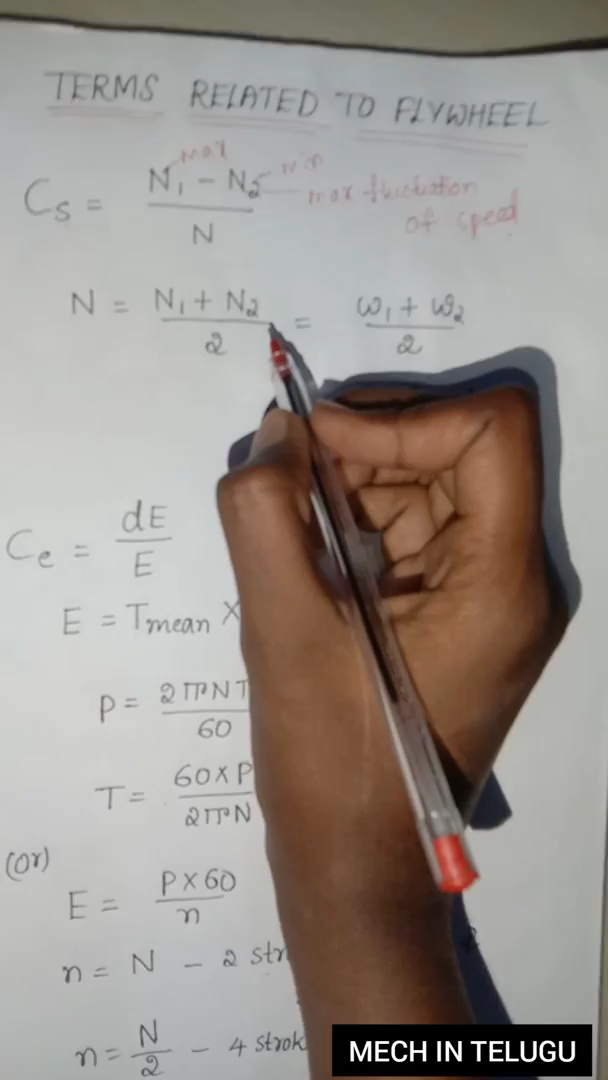 TERMS RELATED TO FLYWHEEL
Cs = N1 - N2 / N
max
min
max fluctuation
of speed
N = N1 + N2 / 2 = ω1 + ω2 / 2
Ce = dE / E
E = Tmean ×
P = 2πNT / 60
T = 60 × P / 2πN
(Or)
E = P × 60 / n
n = N - 2 str
n = N / 2 - 4 strok
MECH IN TELUGU